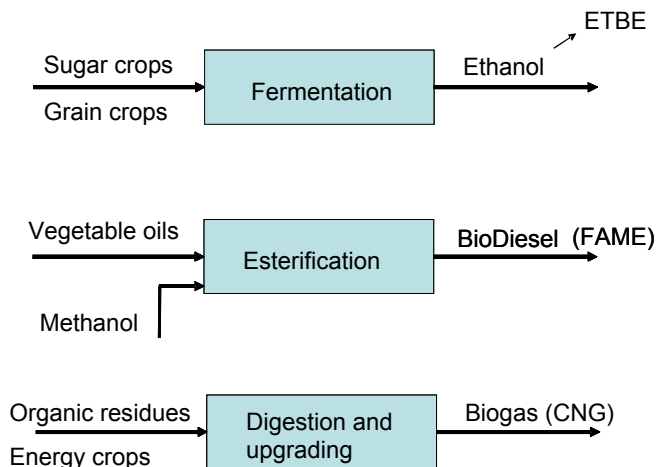 ETBE
Sugar crops
Ethanol
Fermentation
Grain crops
Vegetable oils
BioDiesel (FAME)
Esterification
Methanol
Organic residues
Biogas (CNG)
Digestion and
upgrading
Energy crops